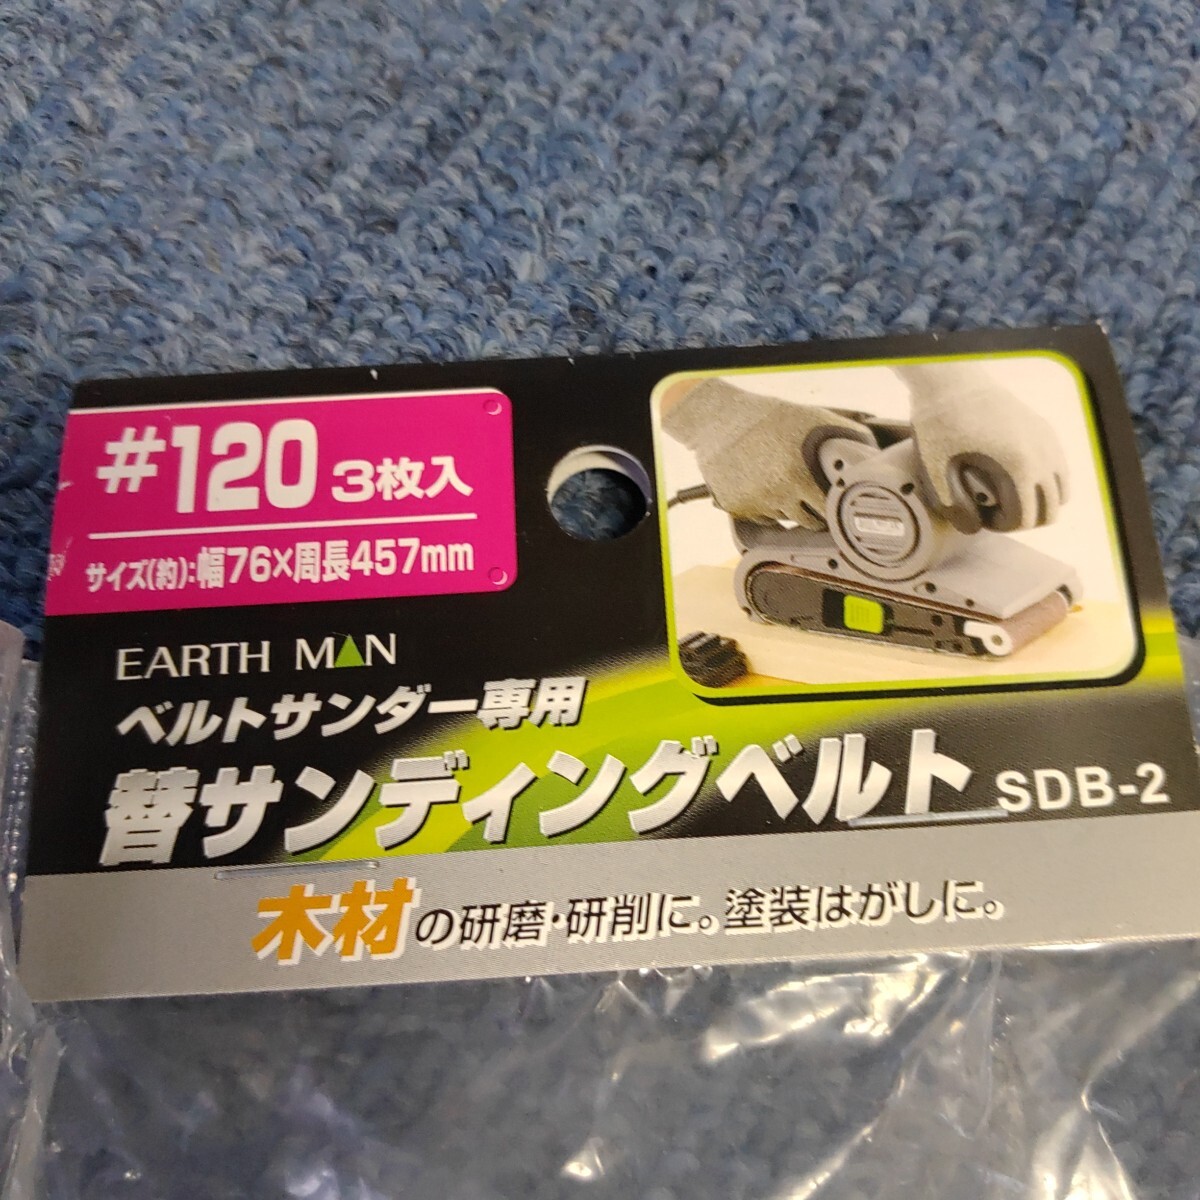 #120 3枚入
サイズ(約):幅76×周長457mm
EARTH MAN
ベルトサンダー専用
替サンディングベルト SDB-2
木材の研磨・研削に。塗装はがしに。